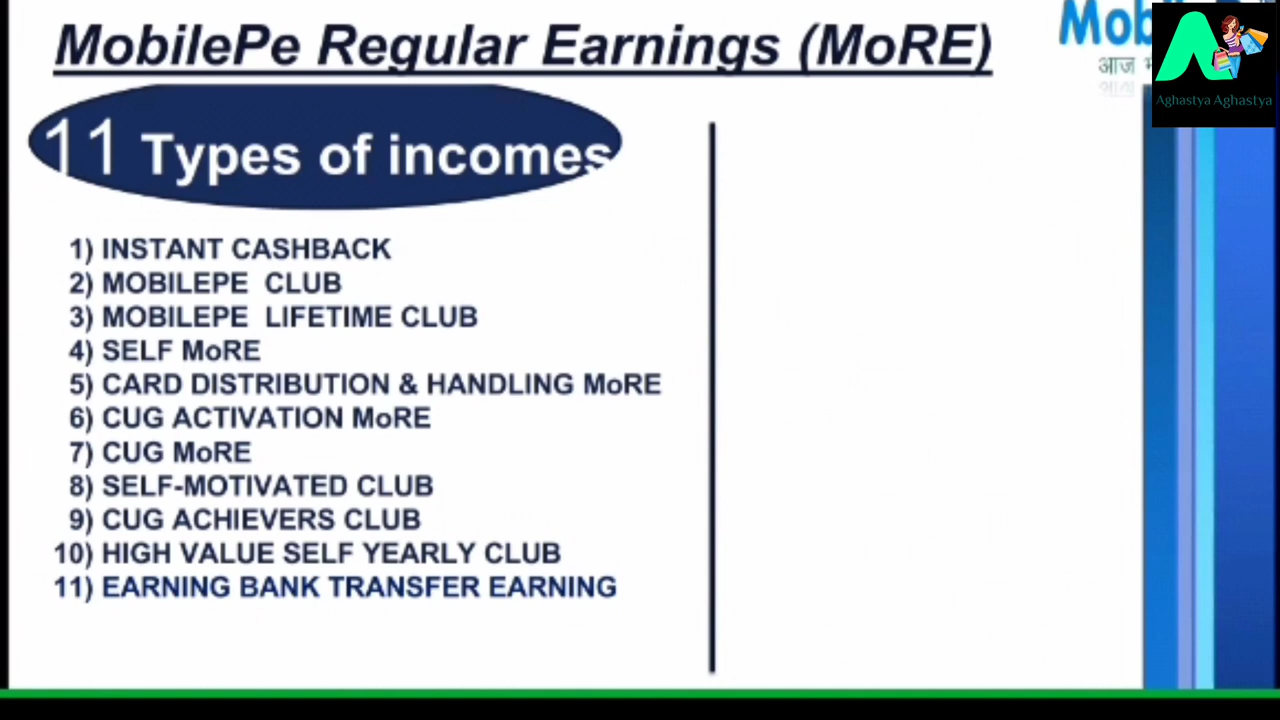 MobilePe Regular Earnings (MoRE)
Mobil
आज
Aghastya Aghastya
11 Types of incomes
1) INSTANT CASHBACK
2) MOBILEPE CLUB
3) MOBILEPE LIFETIME CLUB
4) SELF MoRE
5) CARD DISTRIBUTION & HANDLING MoRE
6) CUG ACTIVATION MoRE
7) CUG MoRE
8) SELF-MOTIVATED CLUB
9) CUG ACHIEVERS CLUB
10) HIGH VALUE SELF YEARLY CLUB
11) EARNING BANK TRANSFER EARNING